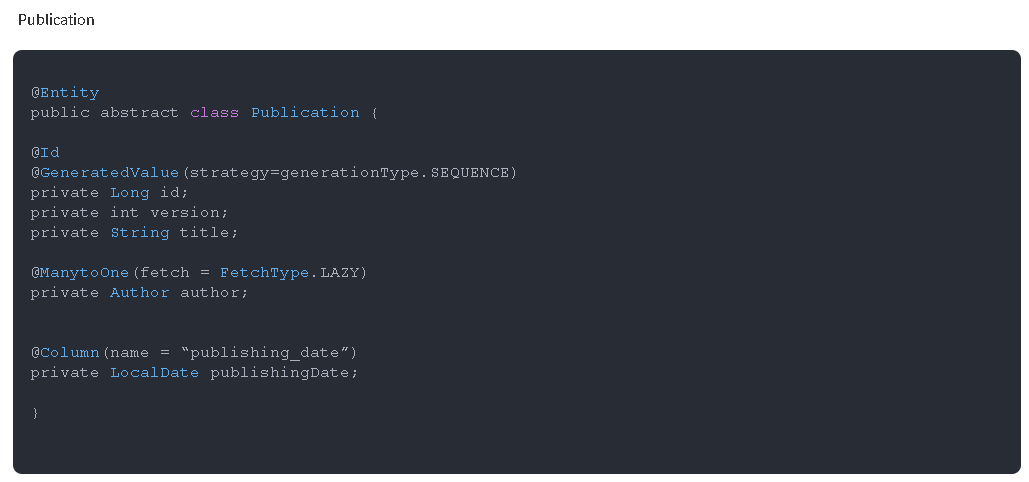 Publication
@Entity
public abstract class Publication {
@Id
@GeneratedValue(strategy=generationType.SEQUENCE)
private Long id;
private int version;
private String title;
@ManytoOne(fetch = FetchType.LAZY)
private Author author;
@Column(name = “publishing_date”)
private LocalDate publishingDate;
}